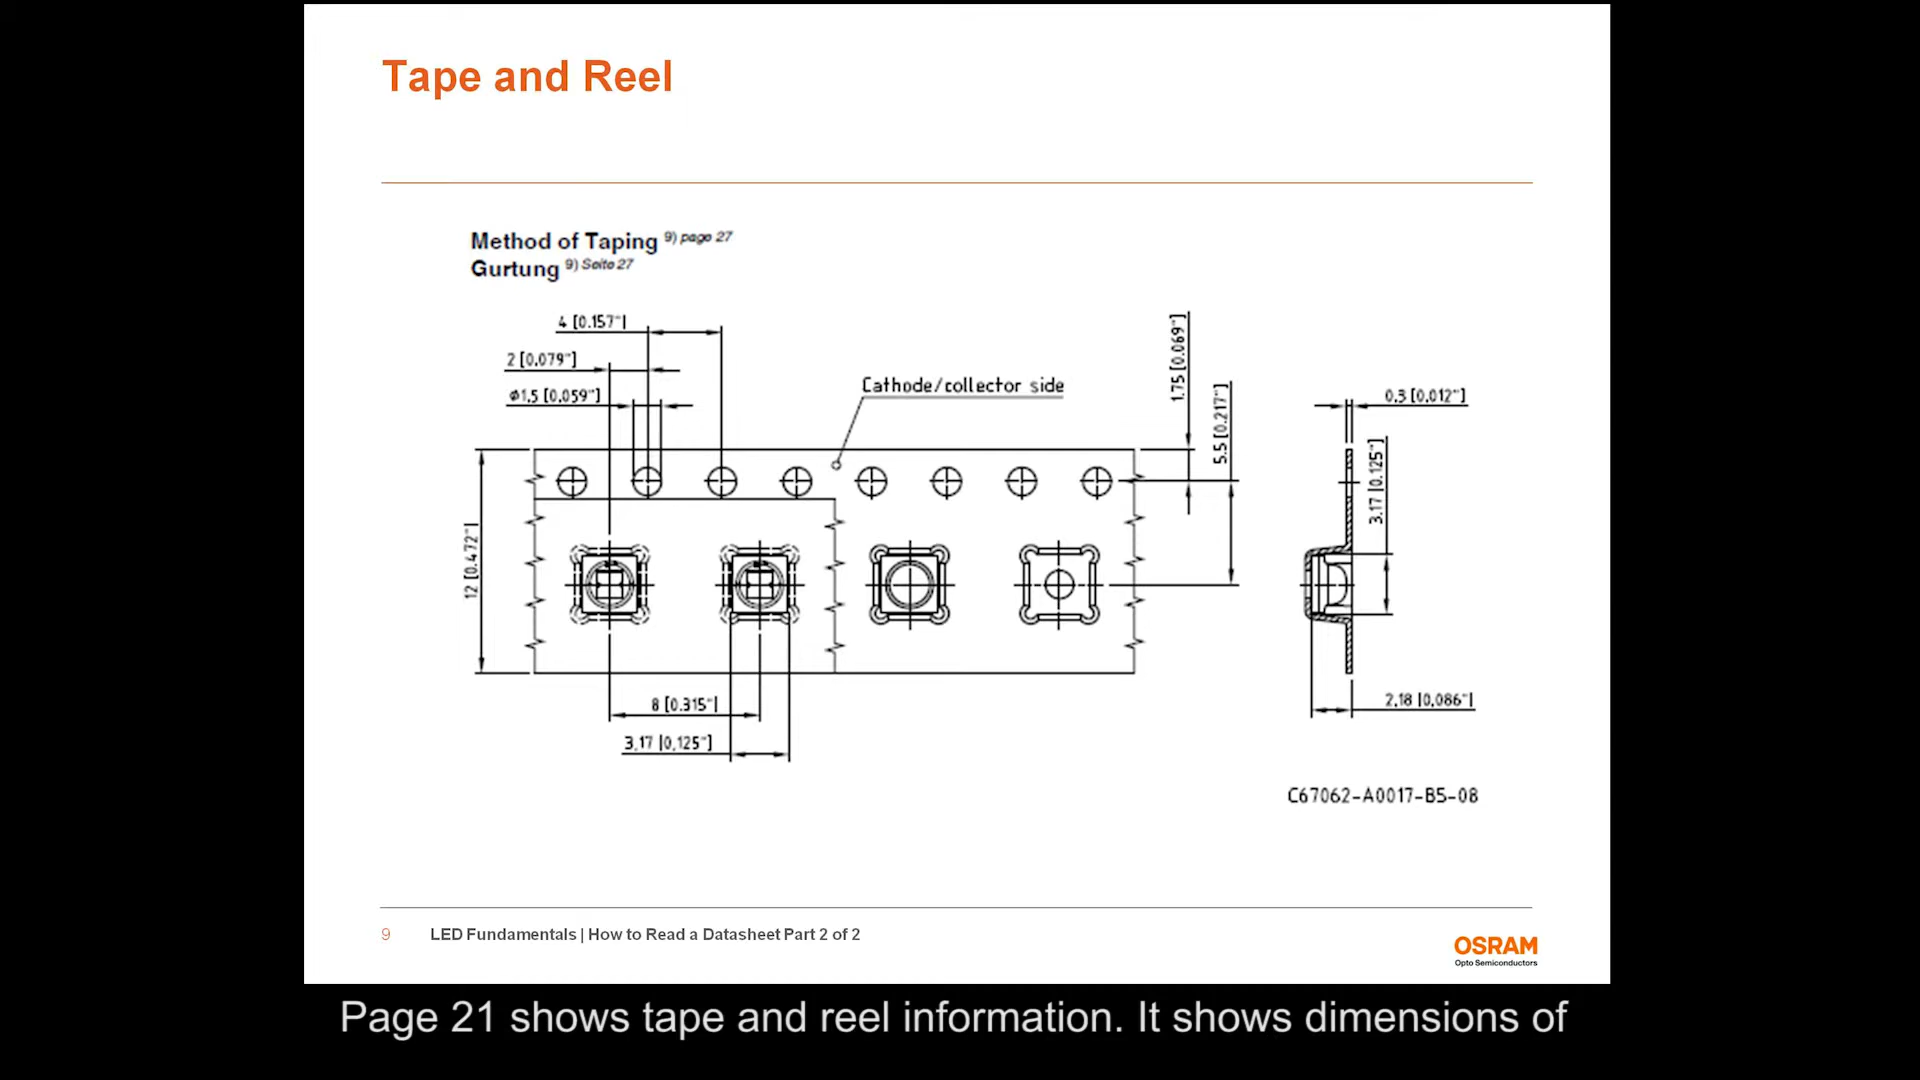 Tape and Reel
Method of Taping 9) page 27
Gurtung 9) Seite 27
4 [0.157"]
2 [0.079"]
Ø1.5 [0.059"]
Cathode/collector side
1.75 [0.069"]
5.5 [0.217"]
0.3 [0.012"]
3.17 [0.125"]
12 [0.472"]
8 [0.315"]
3,17 [0,125"]
2.18 [0.086"]
C67062-A0017-B5-08
9 LED Fundamentals | How to Read a Datasheet Part 2 of 2
OSRAM
Opto Semiconductors
Page 21 shows tape and reel information. It shows dimensions of